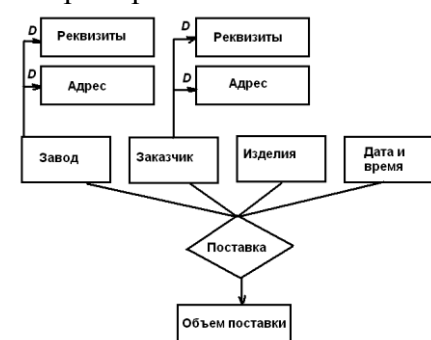 D
Реквизиты
D
Реквизиты
D
Адрес
D
Адрес
Завод
Заказчик
Изделия
Дата и
время
Поставка
Объем поставки